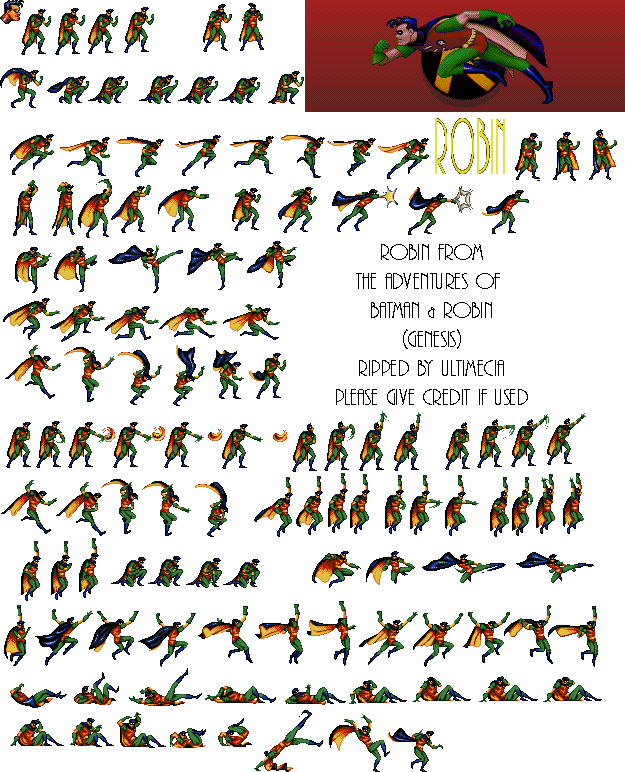 ROBIN
ROBIN FROM
THE ADVENTURES OF
BATMAN & ROBIN
(GENESIS)
RIPPED BY ULTIMECIA
PLEASE GIVE CREDIT IF USED